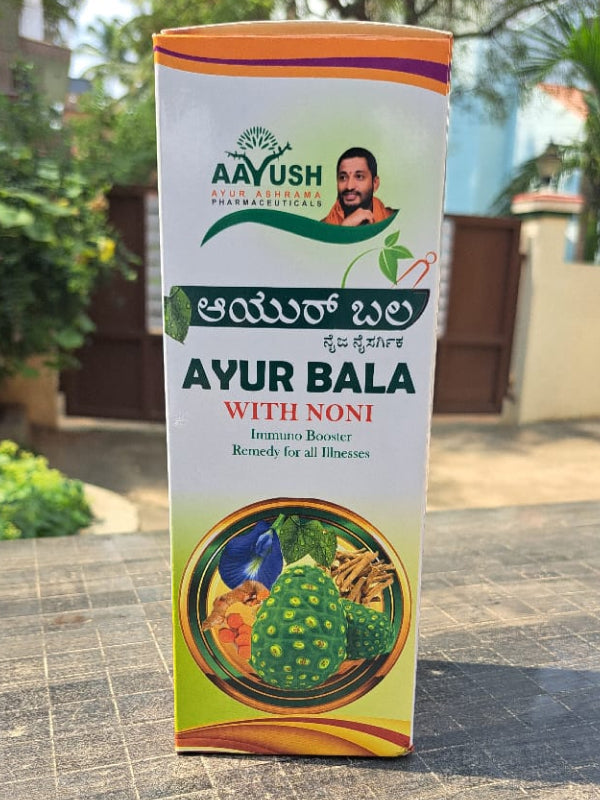 AAYUSH
AYUR ASHRAMA
PHARMACEUTICALS
ಆಯುರ್ ಬಲ
ನೈಜ ನೈಸರ್ಗಿಕ
AYUR BALA
WITH NONI
Immuno Booster
Remedy for all Illnesses